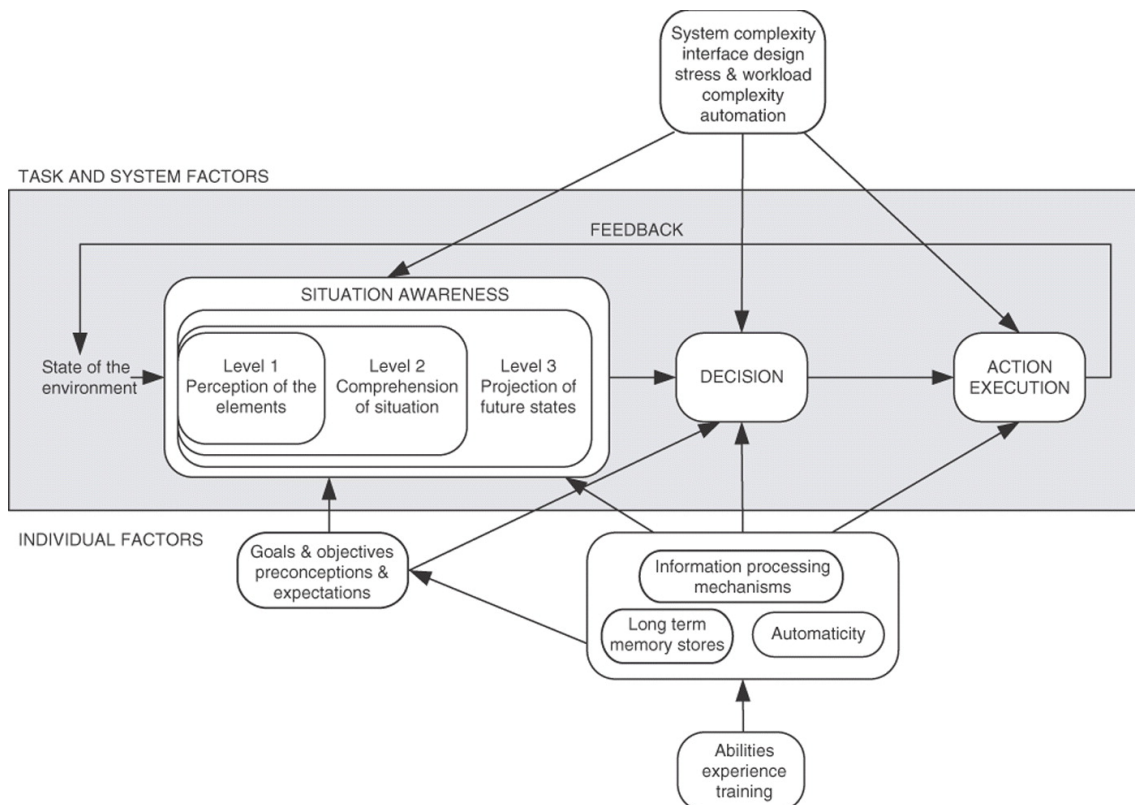 System complexity
interface design
stress & workload
complexity
automation
TASK AND SYSTEM FACTORS
FEEDBACK
SITUATION AWARENESS
State of the
environment
Level 1
Perception of the
elements
Level 2
Comprehension
of situation
Level 3
Projection of
future states
DECISION
ACTION
EXECUTION
INDIVIDUAL FACTORS
Goals & objectives
preconceptions &
expectations
Information processing
mechanisms
Long term
memory stores
Automaticity
Abilities
experience
training